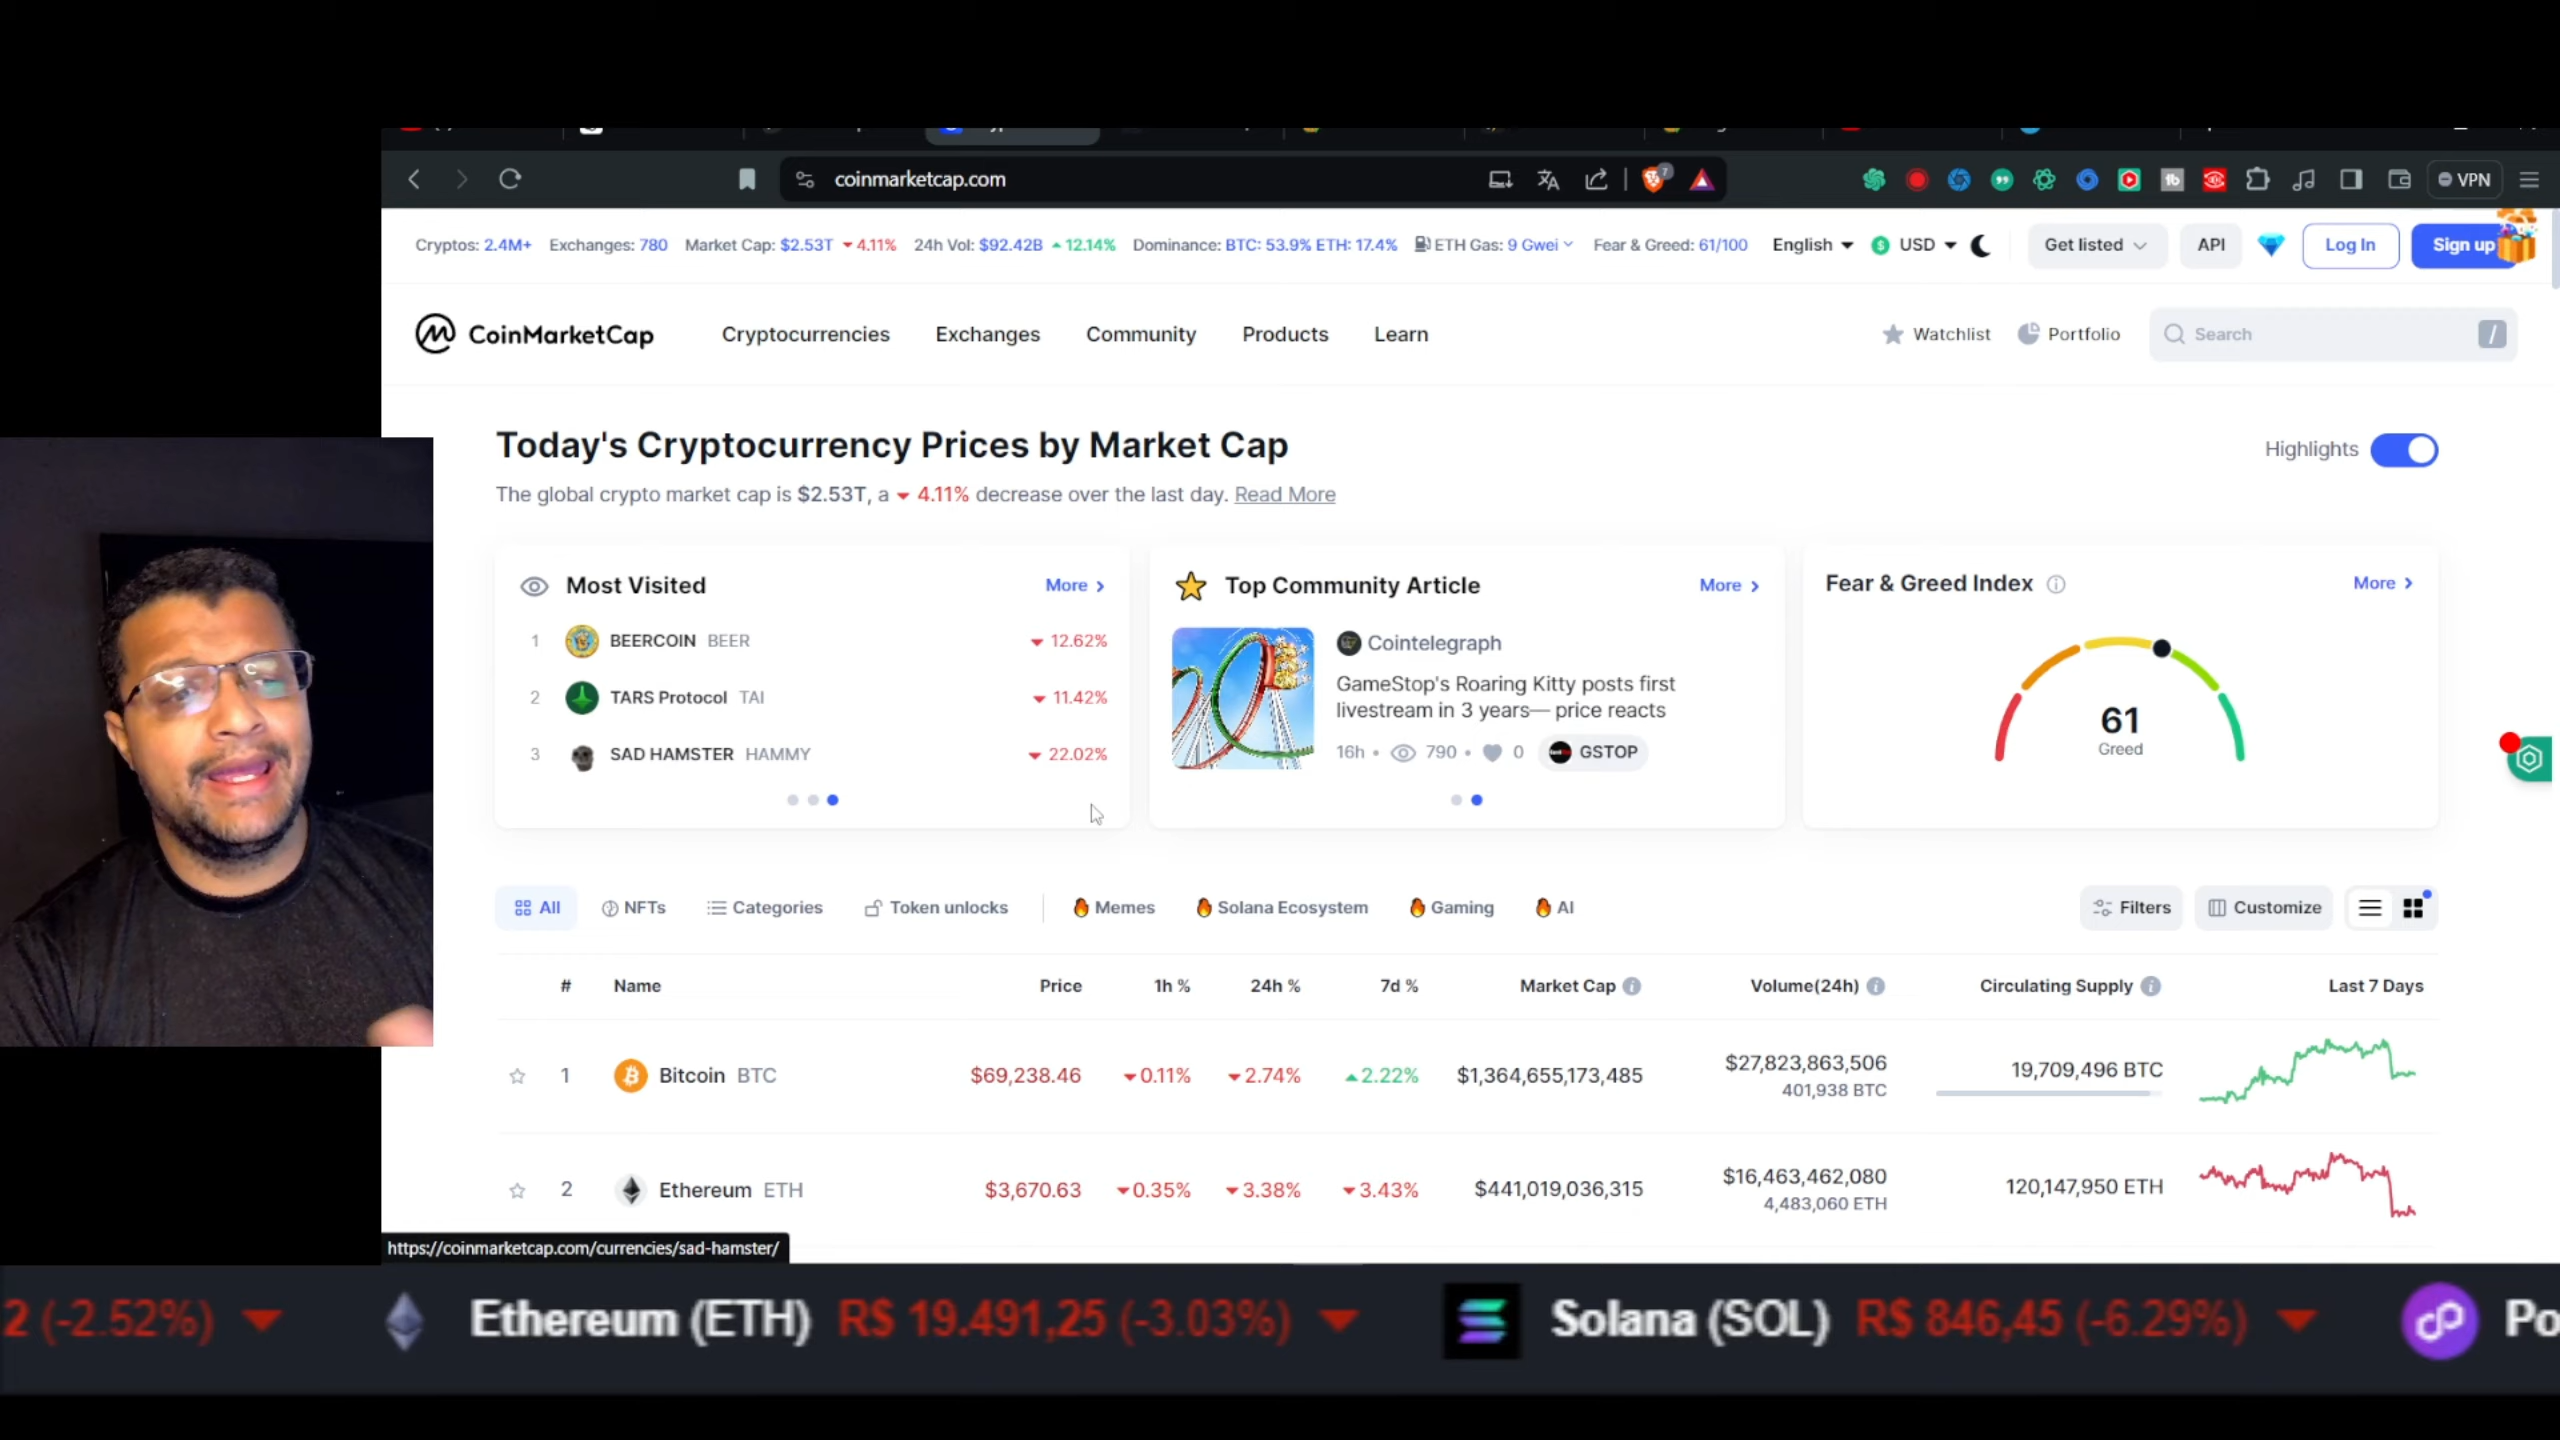 coinmarketcap.com
7
VPN
Cryptos: 2.4M+ Exchanges: 780 Market Cap: $2.53T 4.11% 24h Vol: $92.42B 12.14% Dominance: BTC: 53.9% ETH: 17.4% ETH Gas: 9 Gwei Fear & Greed: 61/100 English USD Get listed API Log In Sign up
CoinMarketCap Cryptocurrencies Exchanges Community Products Learn Watchlist Portfolio Search /
Today's Cryptocurrency Prices by Market Cap
Highlights
The global crypto market cap is $2.53T, a 4.11% decrease over the last day. Read More
Most Visited More
1 BEERCOIN BEER 12.62%
2 TARS Protocol TAI 11.42%
3 SAD HAMSTER HAMMY 22.02%
Top Community Article More
Cointelegraph
GameStop's Roaring Kitty posts first
livestream in 3 years— price reacts
16h • 790 • 0 GSTOP
Fear & Greed Index More
61
Greed
All NFTs Categories Token unlocks Memes Solana Ecosystem Gaming AI Filters Customize
# Name Price 1h % 24h % 7d % Market Cap Volume(24h) Circulating Supply Last 7 Days
1 Bitcoin BTC $69,238.46 0.11% 2.74% 2.22% $1,364,655,173,485 $27,823,863,506 19,709,496 BTC
401,938 BTC
2 Ethereum ETH $3,670.63 0.35% 3.38% 3.43% $441,019,036,315 $16,463,462,080 120,147,950 ETH
4,483,060 ETH
https://coinmarketcap.com/currencies/sad-hamster/
2 (-2.52%) Ethereum (ETH) R$ 19.491,25 (-3.03%) Solana (SOL) R$ 846,45 (-6.29%) Po